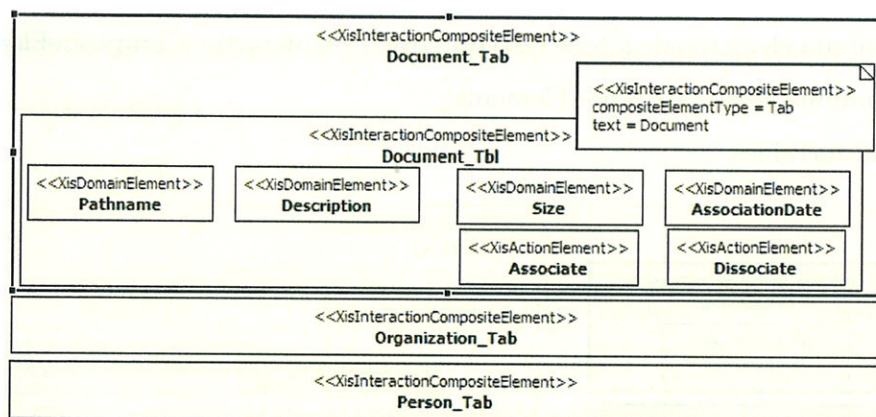 <<XisInteractionCompositeElement>>
Document_Tab
<<XisInteractionCompositeElement>>
compositeElementType = Tab
text = Document
<<XisInteractionCompositeElement>>
Document_Tbl
<<XisDomainElement>>
Pathname
<<XisDomainElement>>
Description
<<XisDomainElement>>
Size
<<XisDomainElement>>
AssociationDate
<<XisActionElement>>
Associate
<<XisActionElement>>
Dissociate
<<XisInteractionCompositeElement>>
Organization_Tab
<<XisInteractionCompositeElement>>
Person_Tab